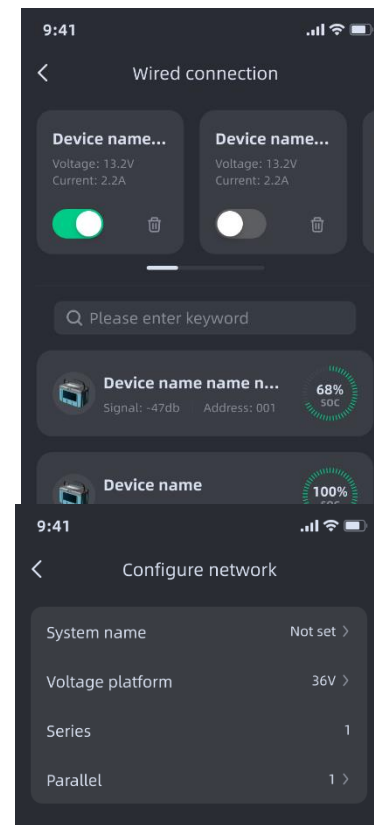 9:41
Wired connection
Device name... Device name...
Voltage: 13.2V Voltage: 13.2V
Current: 2.2A Current: 2.2A
Please enter keyword
Device name name n... 68%
Signal: -47db Address: 001 SOC
Device name 100%
9:41
Configure network
System name Not set
Voltage platform 36V
Series 1
Parallel 1